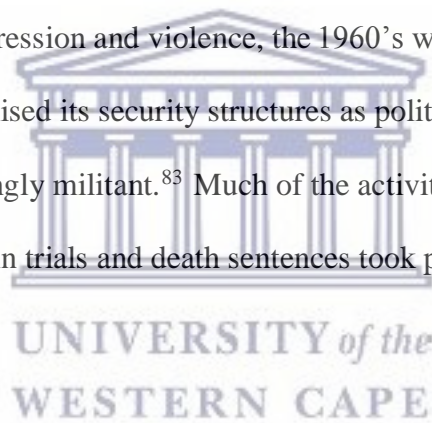 ression and violence, the 1960’s w
ised its security structures as polit
ngly militant.83 Much of the activit
n trials and death sentences took p
UNIVERSITY of the
WESTERN CAPE